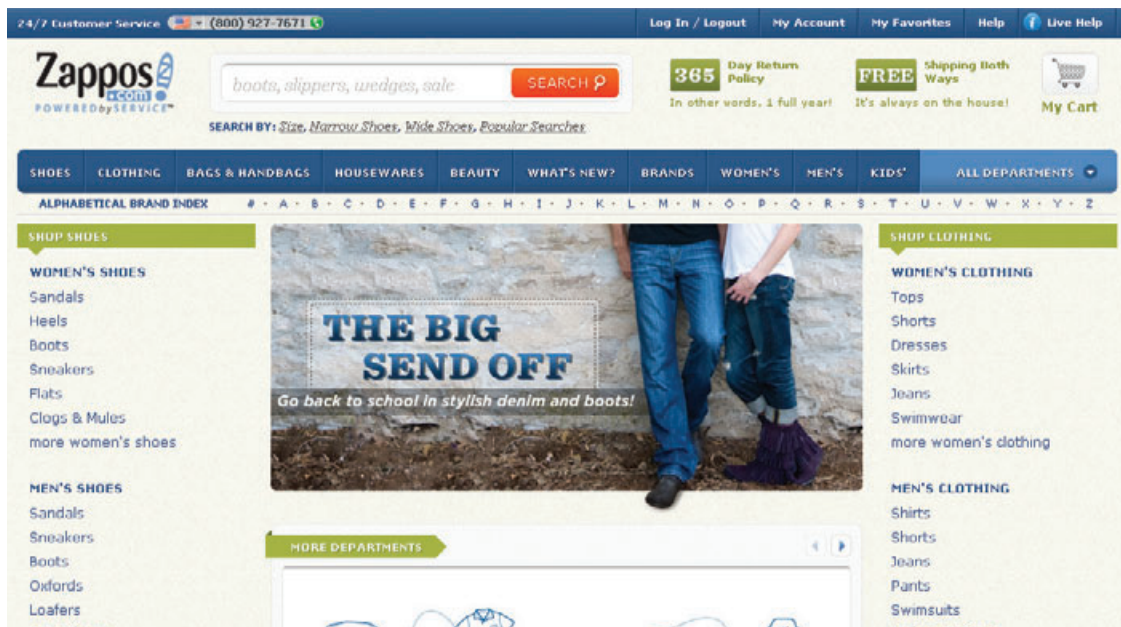 24/7 Customer Service (800) 927-7671
Log In / Logout My Account My Favorites Help Live Help
Zappos
.com
POWERED by SERVICE™
boots, slippers, wedges, sale
SEARCH
SEARCH BY: Size, Narrow Shoes, Wide Shoes, Popular Searches
365 Day Return Policy
In other words, 1 full year!
FREE Shipping Both Ways
It's always on the house!
My Cart
SHOES CLOTHING BAGS & HANDBAGS HOUSEWARES BEAUTY WHAT'S NEW? BRANDS WOMEN'S MEN'S KIDS' ALL DEPARTMENTS
ALPHABETICAL BRAND INDEX # · A · B · C · D · E · F · G · H · I · J · K · L · M · N · O · P · Q · R · S · T · U · V · W · X · Y · Z
SHOP SHOES
WOMEN'S SHOES
Sandals
Heels
Boots
Sneakers
Flats
Clogs & Mules
more women's shoes
MEN'S SHOES
Sandals
Sneakers
Boots
Oxfords
Loafers
THE BIG
SEND OFF
Go back to school in stylish denim and boots!
MORE DEPARTMENTS
SHOP CLOTHING
WOMEN'S CLOTHING
Tops
Shorts
Dresses
Skirts
Jeans
Swimwear
more women's clothing
MEN'S CLOTHING
Shirts
Shorts
Jeans
Pants
Swimsuits